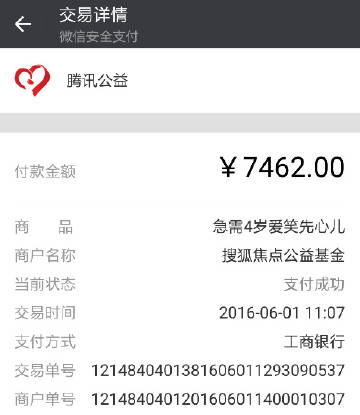 交易详情
微信安全支付
腾讯公益
付款金额 ¥7462.00
商 品 急需4岁爱笑先心儿
商户名称 搜狐焦点公益基金
当前状态 支付成功
交易时间 2016-06-01 11:07
支付方式 工商银行
交易单号 1214840401381606011293090537
商户单号 1214840401201606011400010307